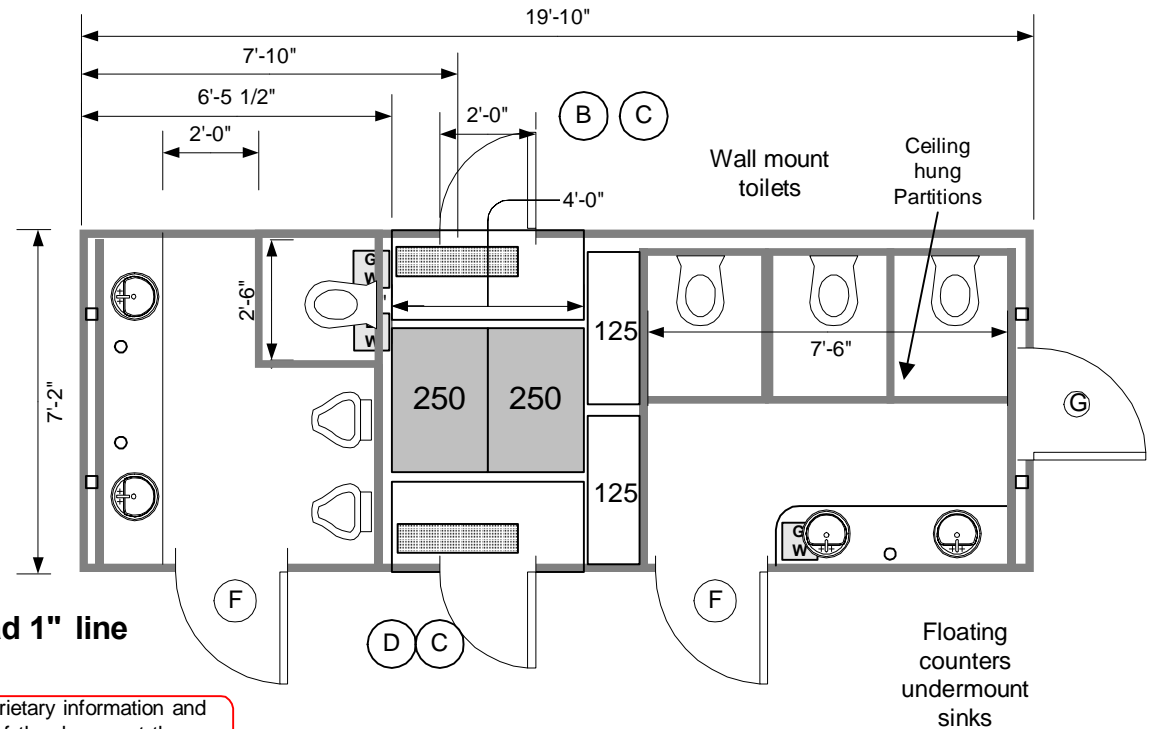 19'-10"
7'-10"
6'-5 1/2"
2'-0"
2'-0"
B
C
Wall mount
toilets
Ceiling
hung
Partitions
4'-0"
G
W
2'-6"
W
125
7'-6"
7'-2"
250
250
G
125
G
W
F
F
D
C
d 1" line
Floating
counters
undermount
sinks
rietary information and